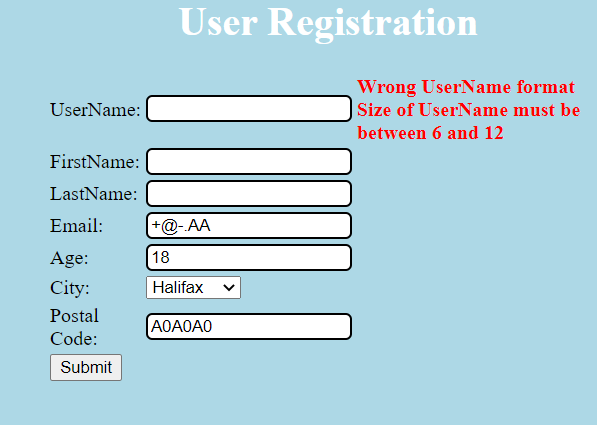 User Registration
Wrong UserName format
Size of UserName must be
between 6 and 12
UserName:
FirstName:
LastName:
Email: +@-.AA
Age: 18
City: Halifax
Postal
Code: A0A0A0
Submit